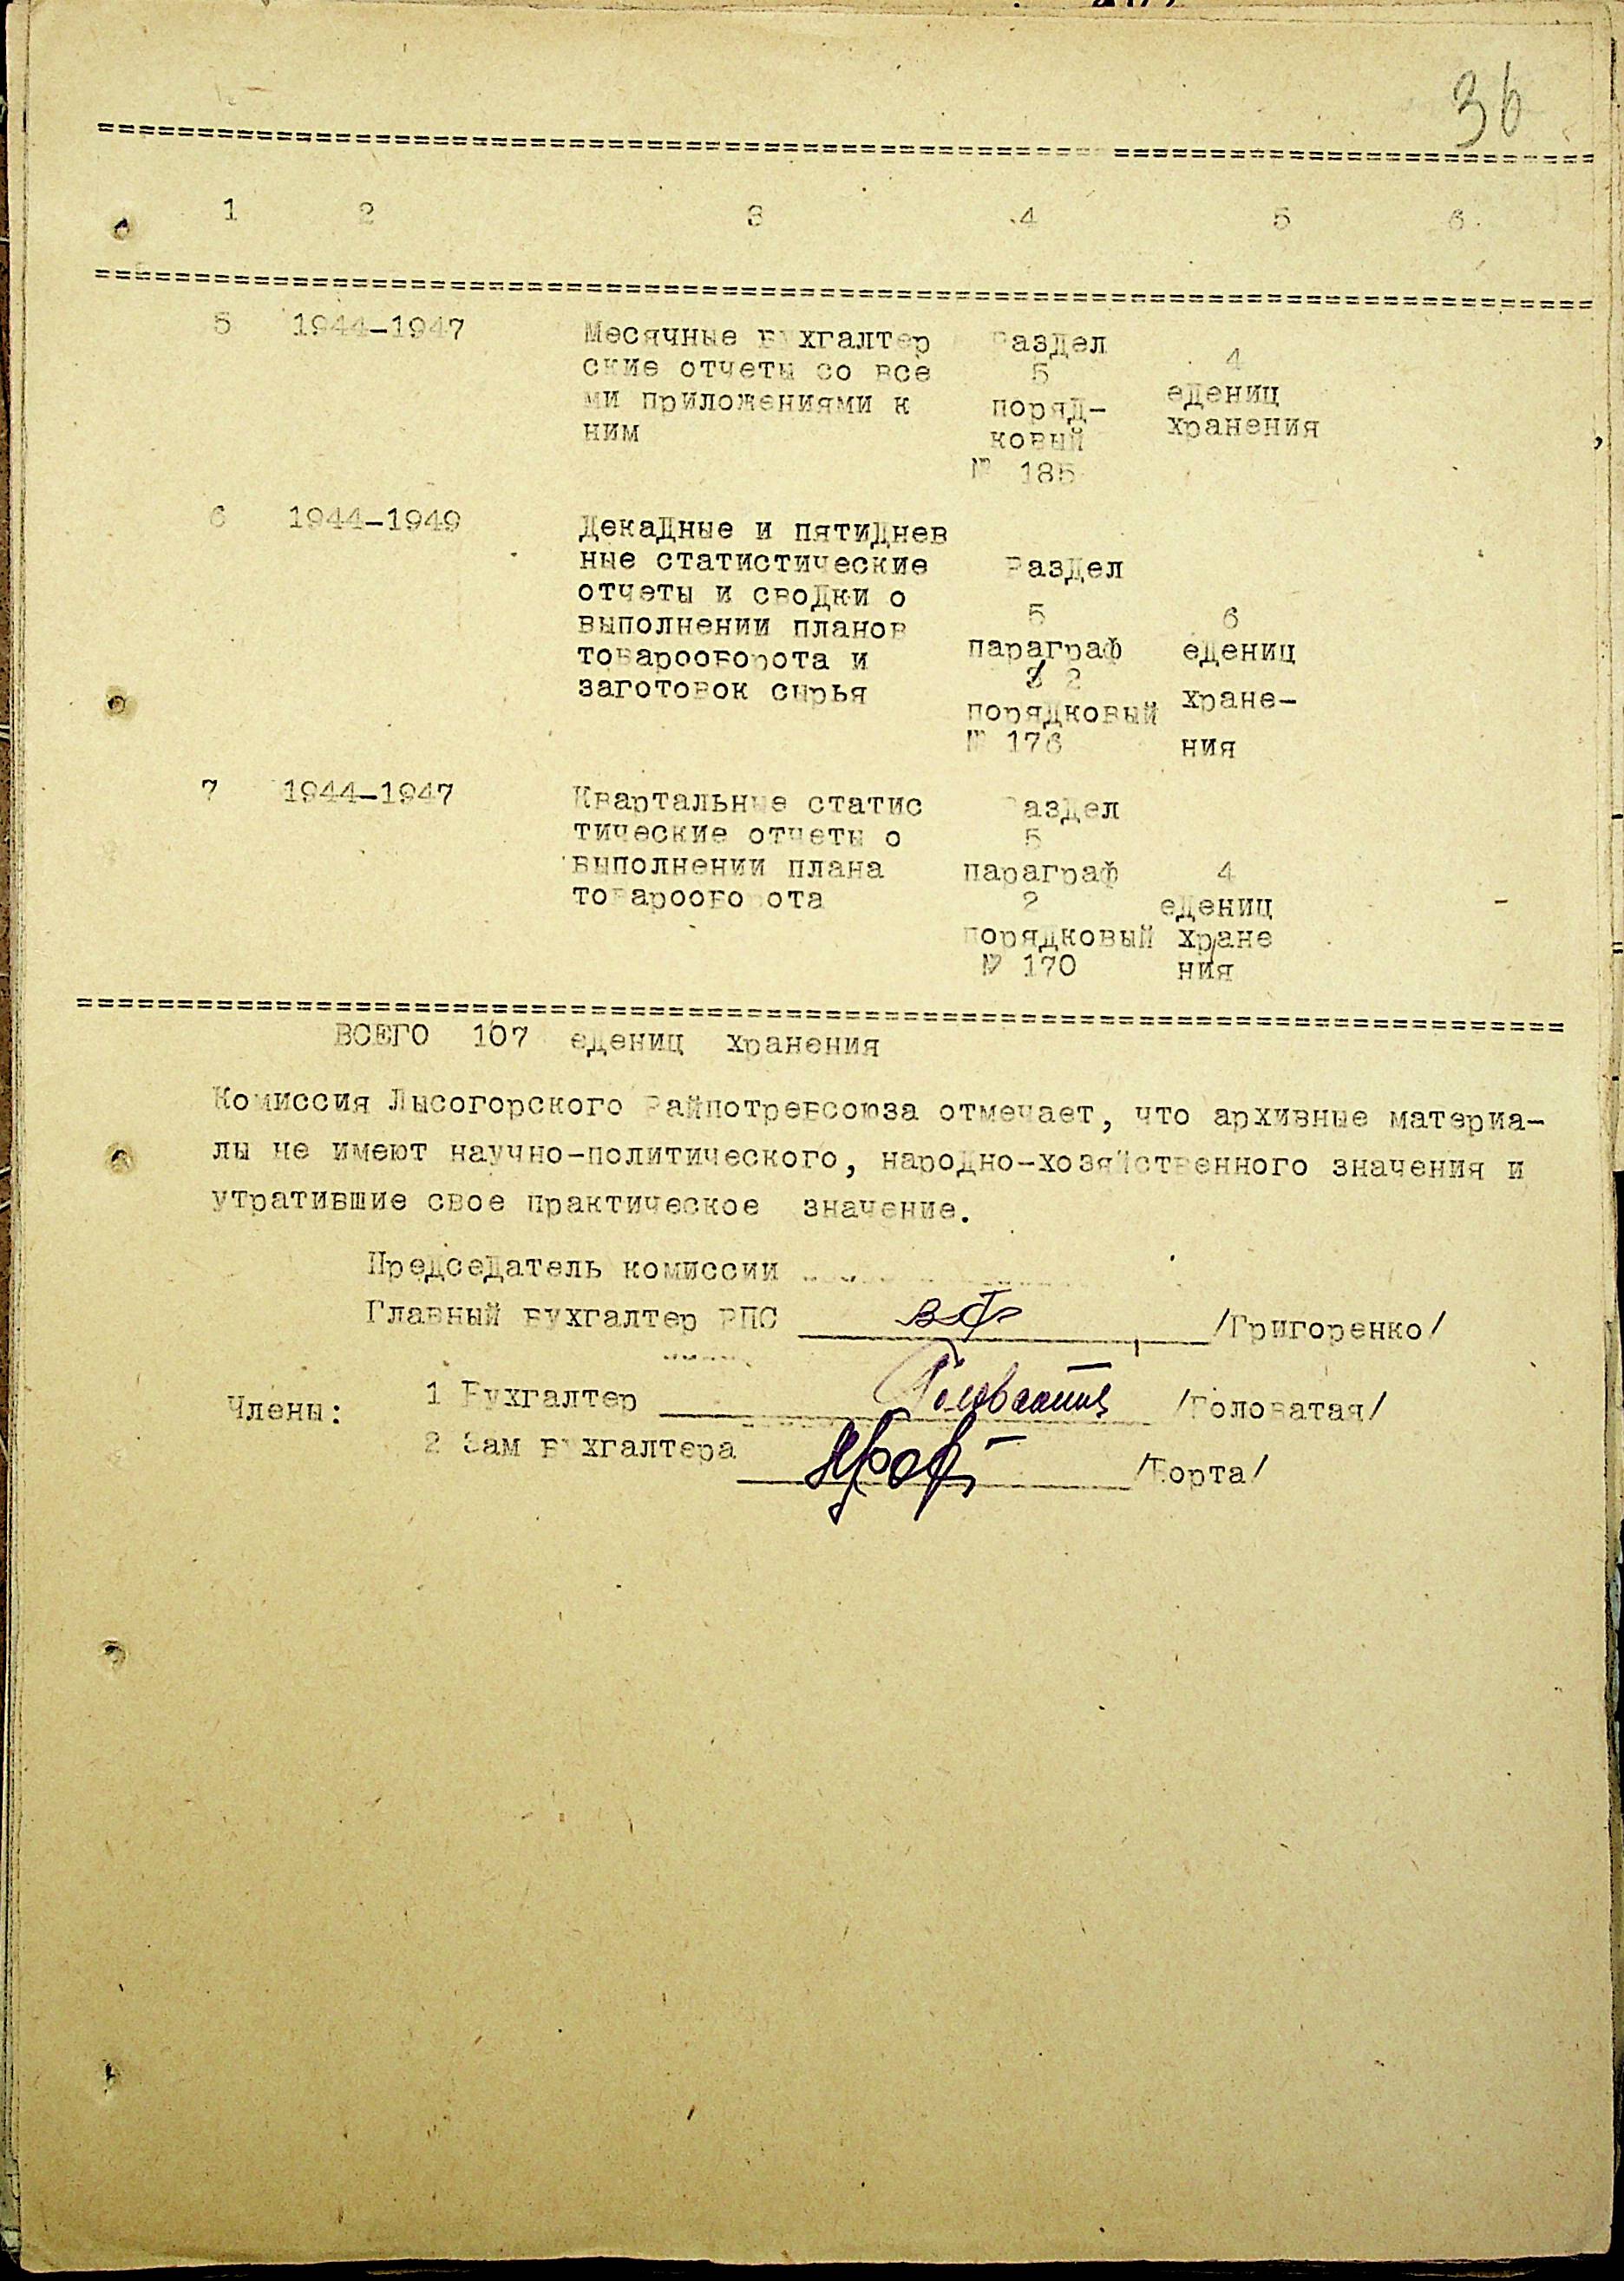 36
1 2 3 4 5 6
5 1944-1947 Месячные бухгалтер Раздел
ские отчеты со все 5 4
ми приложениями к поряд- едениц
ним ковый хранения
№ 185
6 1944-1949 Декадные и пятиднев
ные статистические Раздел
отчеты и сводки о
выполнении планов 5 6
товарооборота и параграф едениц
заготовок сырья 2 хране-
порядковый
№ 176 ния
7 1944-1947 Квартальные статис Раздел
тические отчеты о 5
выполнении плана параграф 4
товарооборота 2 едениц
порядковый хране
№ 170 ния
ВСЕГО 107 едениц хранения
Комиссия Лысогорского Райпотребсоюза отмечает, что архивные материа-
лы не имеют научно-политического, народно-хозяйственного значения и
утратившие свое практическое значение.
Председатель комиссии
Главный бухгалтер РПС /Григоренко/
Члены: 1 Бухгалтер Головатая /Головатая/
2 Зам бухгалтера /Борта/